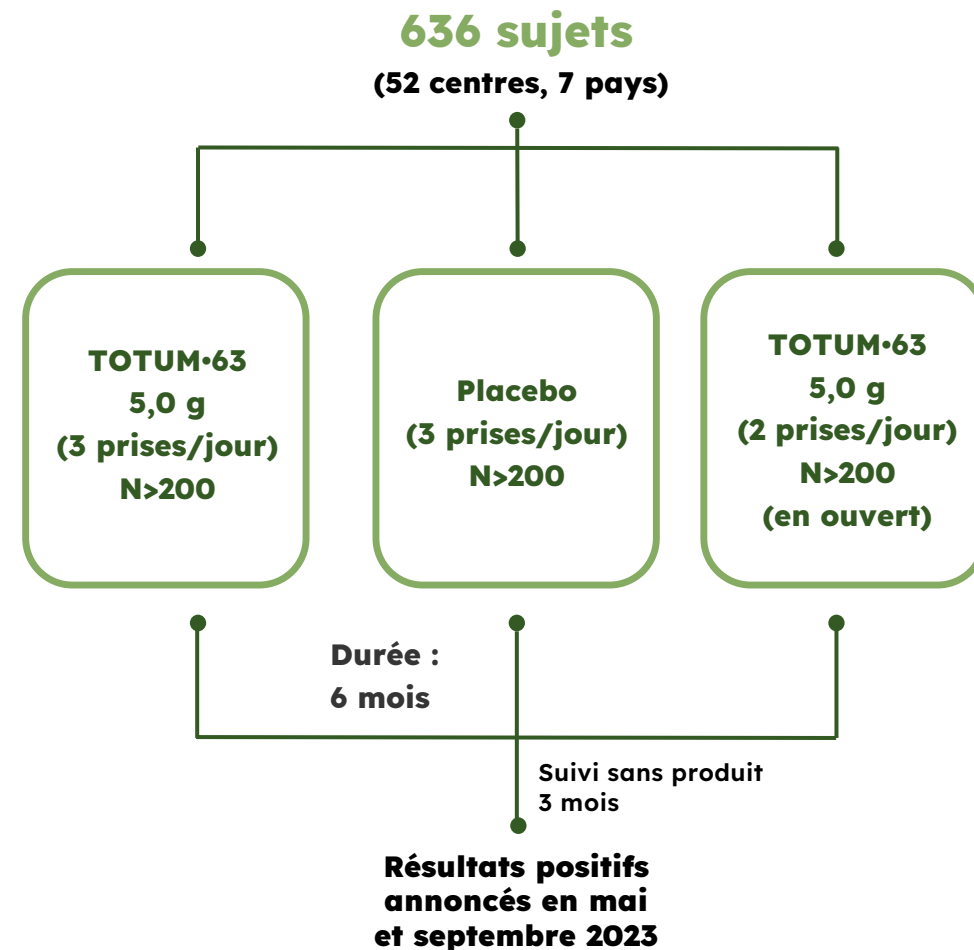 636 sujets
(52 centres, 7 pays)
TOTUM•63
5,0 g
(3 prises/jour)
N>200
Placebo
(3 prises/jour)
N>200
TOTUM•63
5,0 g
(2 prises/jour)
N>200
(en ouvert)
Durée :
6 mois
Suivi sans produit
3 mois
Résultats positifs
annoncés en mai
et septembre 2023